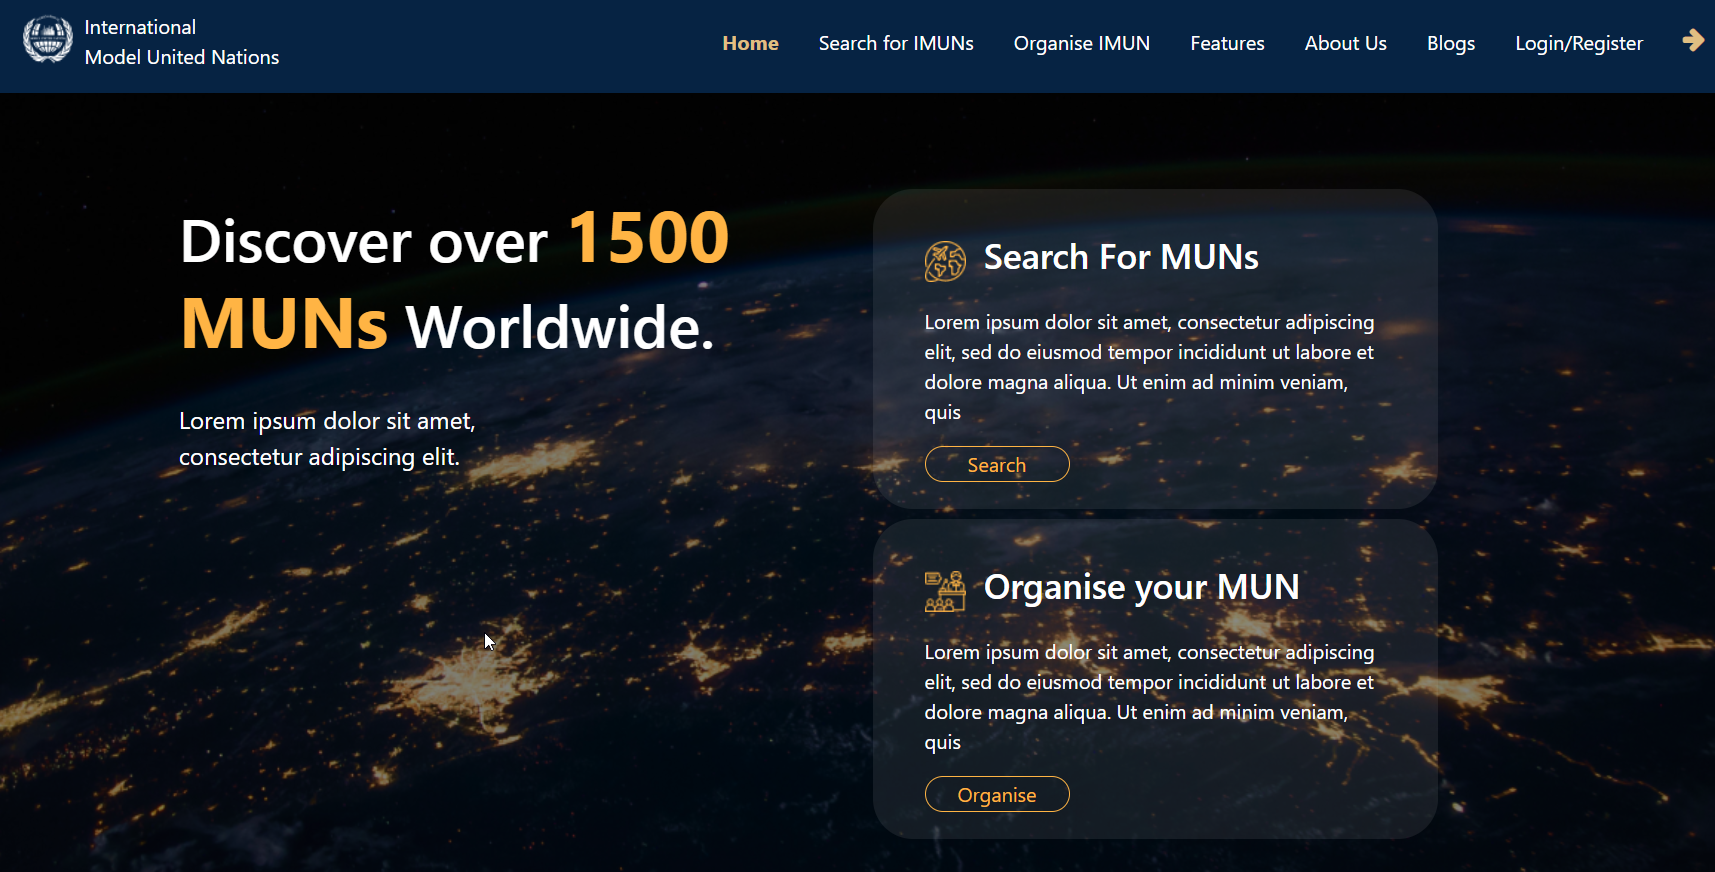 International
Model United Nations
Home
Search for IMUNs
Organise IMUN
Features
About Us
Blogs
Login/Register
Discover over 1500
MUNs Worldwide.
Lorem ipsum dolor sit amet,
consectetur adipiscing elit.
Search For MUNs
Lorem ipsum dolor sit amet, consectetur adipiscing
elit, sed do eiusmod tempor incididunt ut labore et
dolore magna aliqua. Ut enim ad minim veniam,
quis
Search
Organise your MUN
Lorem ipsum dolor sit amet, consectetur adipiscing
elit, sed do eiusmod tempor incididunt ut labore et
dolore magna aliqua. Ut enim ad minim veniam,
quis
Organise